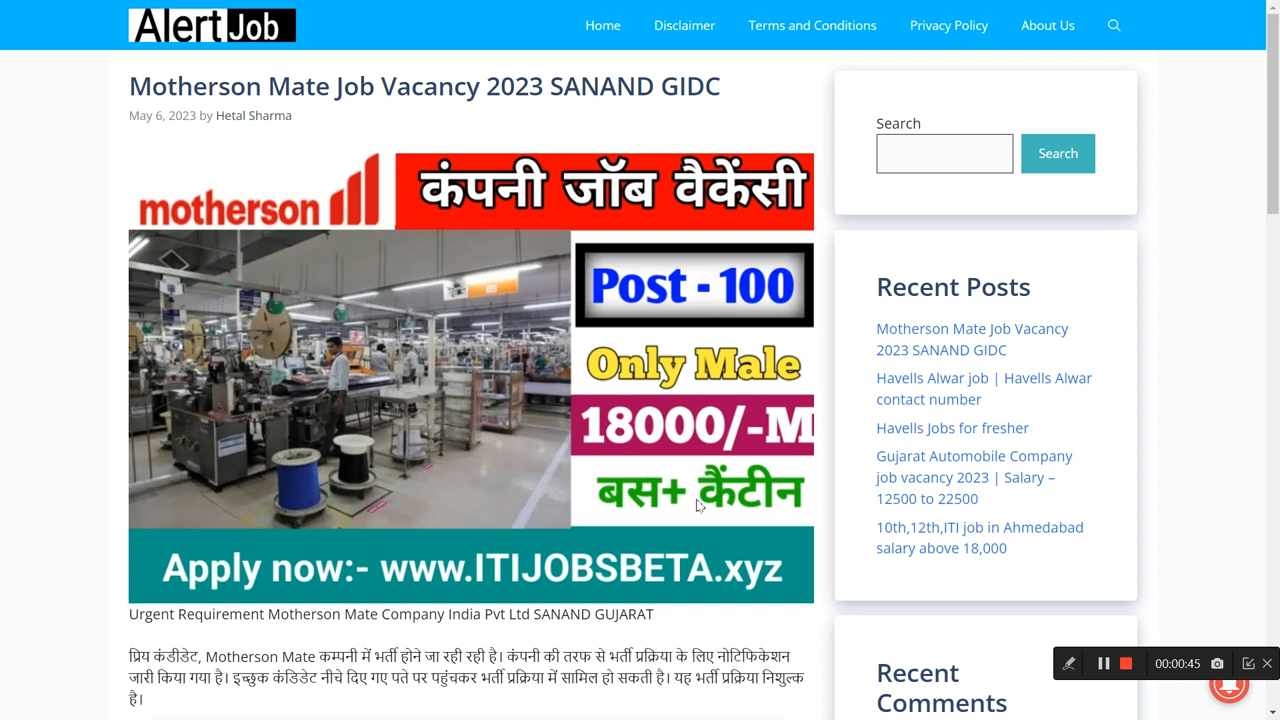 Alert Job
Home
Disclaimer
Terms and Conditions
Privacy Policy
About Us
Motherson Mate Job Vacancy 2023 SANAND GIDC
May 6, 2023 by Hetal Sharma
motherson
कंपनी जॉब वैकेंसी
Post - 100
Only Male
18000/-M
बस+ कैंटीन
Apply now:- www.ITIJOBSBETA.xyz
Urgent Requirement Motherson Mate Company India Pvt Ltd SANAND GUJARAT
प्रिय कंडीडेट, Motherson Mate कम्पनी में भर्ती होने जा रही रही है। कंपनी की तरफ से भर्ती प्रक्रिया के लिए नोटिफिकेशन
जारी किया गया है। इच्छुक कंडिडेट नीचे दिए गए पते पर पहुंचकर भर्ती प्रक्रिया में सामिल हो सकती है। यह भर्ती प्रक्रिया निशुल्क
है।
Search
Search
Recent Posts
Motherson Mate Job Vacancy
2023 SANAND GIDC
Havells Alwar job | Havells Alwar
contact number
Havells Jobs for fresher
Gujarat Automobile Company
job vacancy 2023 | Salary –
12500 to 22500
10th,12th,ITI job in Ahmedabad
salary above 18,000
Recent
Comments
00:00:45